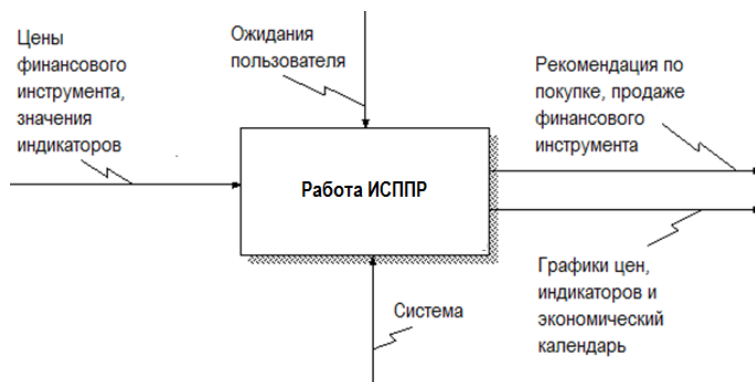 Цены
финансового
инструмента,
значения
индикаторов
Ожидания
пользователя
Рекомендация по
покупке, продаже
финансового
инструмента
Работа ИСППР
Система
Графики цен,
индикаторов и
экономический
календарь